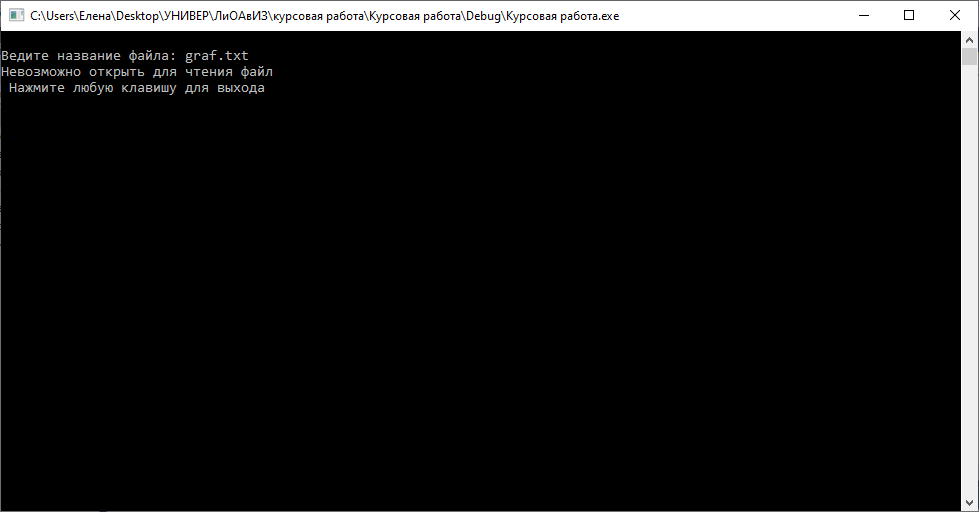 C:\Users\Елена\Desktop\УНИВЕР\ЛиОАвИЗ\курсовая работа\Курсовая работа\Debug\Курсовая работа.exe
Ведите название файла: graf.txt
Невозможно открыть для чтения файл
Нажмите любую клавишу для выхода